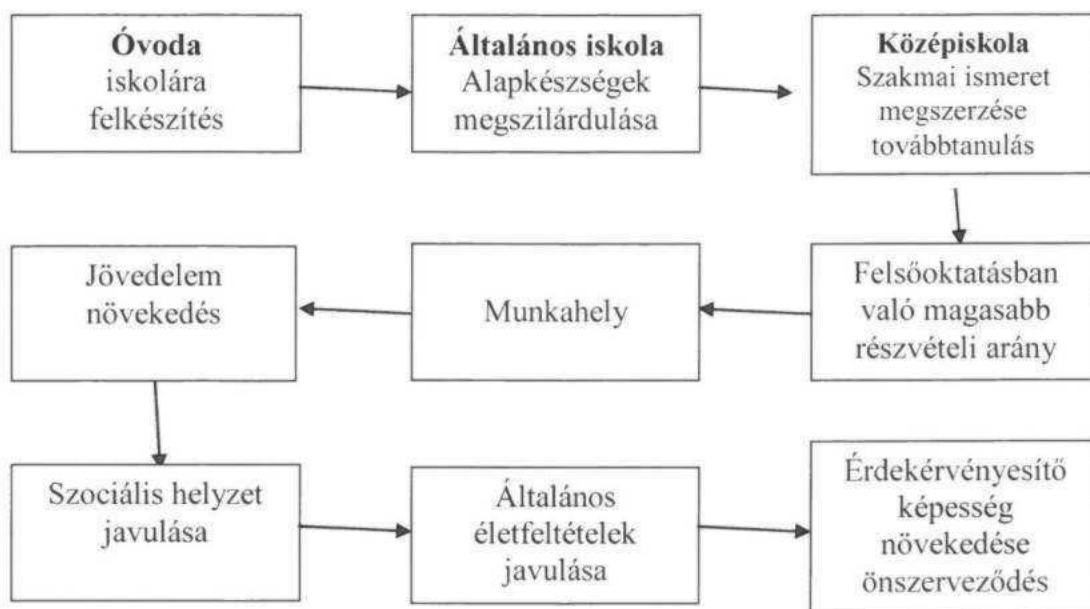 Óvoda
iskolára
felkészítés
Általános iskola
Alapkészségek
megszilárdulása
Középiskola
Szakmai ismeret
megszerzése
továbbtanulás
Felsőoktatásban
való magasabb
részvételi arány
Munkahely
Jövedelem
növekedés
Szociális helyzet
javulása
Általános
életfeltételek
javulása
Érdekérvényesítő
képesség
növekedése
önszerveződés